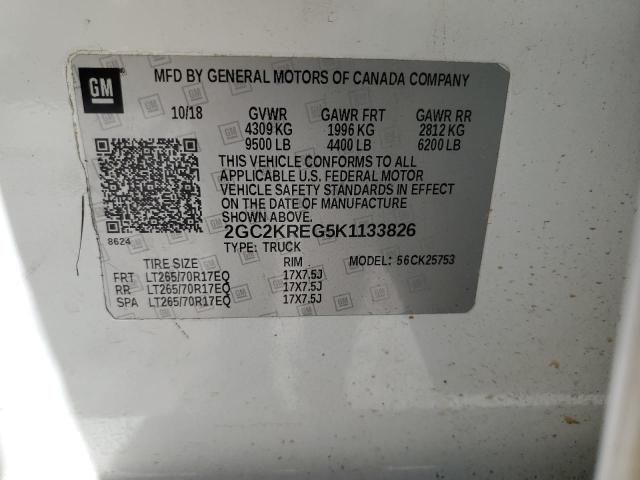 GM
MFD BY GENERAL MOTORS OF CANADA COMPANY
10/18 GVWR GAWR FRT GAWR RR
4309 KG 1996 KG 2812 KG
9500 LB 4400 LB 6200 LB
THIS VEHICLE CONFORMS TO ALL
APPLICABLE U.S. FEDERAL MOTOR
VEHICLE SAFETY STANDARDS IN EFFECT
ON THE DATE OF MANUFACTURE
SHOWN ABOVE.
8624
2GC2KREG5K1133826
TYPE: TRUCK
TIRE SIZE RIM MODEL: 56CK25753
FRT LT265/70R17EQ 17X7.5J
RR LT265/70R17EQ 17X7.5J
SPA LT265/70R17EQ 17X7.5J